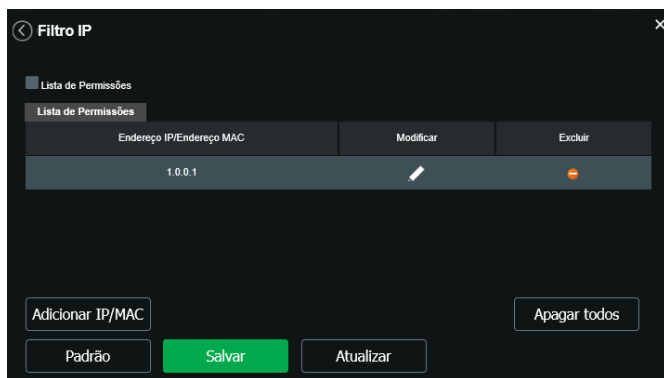 Filtro IP
Lista de Permissões
Lista de Permissões
Endereço IP/Endereço MAC Modificar Excluir
1.0.0.1
Adicionar IP/MAC Apagar todos
Padrão Salvar Atualizar